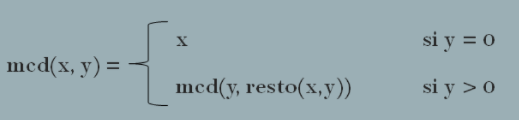 x si y = 0
mcd(x, y) =
mcd(y, resto(x,y)) si y > 0